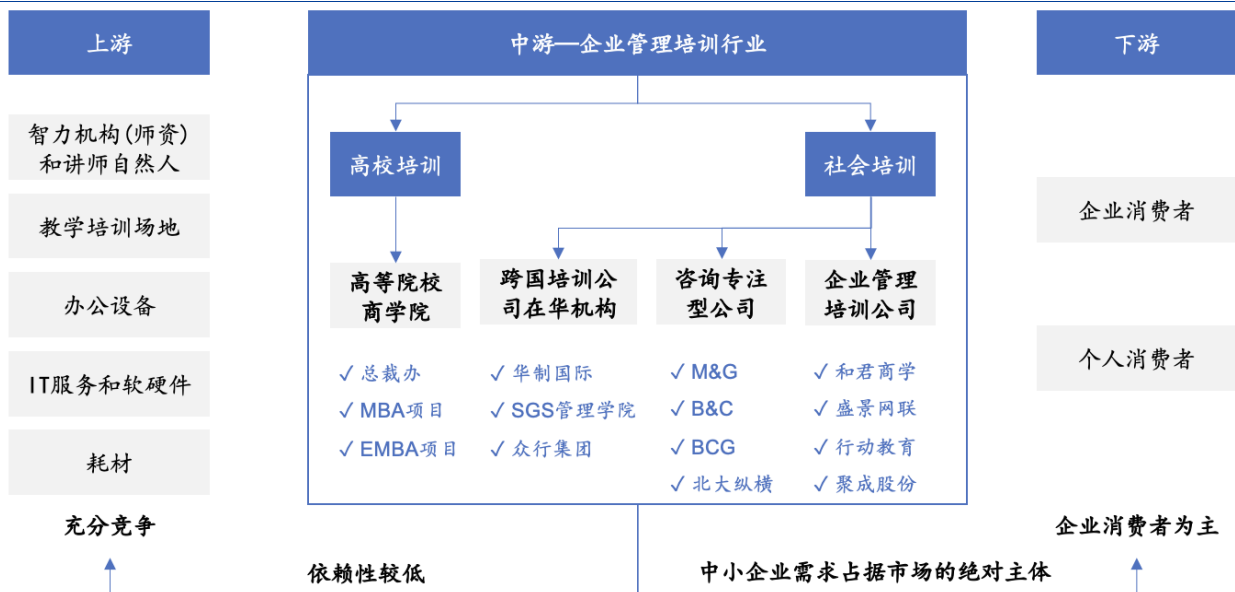 上游
智力机构(师资)
和讲师自然人
教学培训场地
办公设备
IT服务和软硬件
耗材
充分竞争
中游—企业管理培训行业
高校培训
社会培训
高等院校
商学院
跨国培训公
司在华机构
咨询专注
型公司
企业管理
培训公司
✓ 总裁办
✓ MBA项目
✓ EMBA项目
✓ 华制国际
✓ SGS管理学院
✓ 众行集团
✓ M&G
✓ B&C
✓ BCG
✓ 北大纵横
✓ 和君商学
✓ 盛景网联
✓ 行动教育
✓ 聚成股份
下游
企业消费者
个人消费者
企业消费者为主
依赖性较低
中小企业需求占据市场的绝对主体